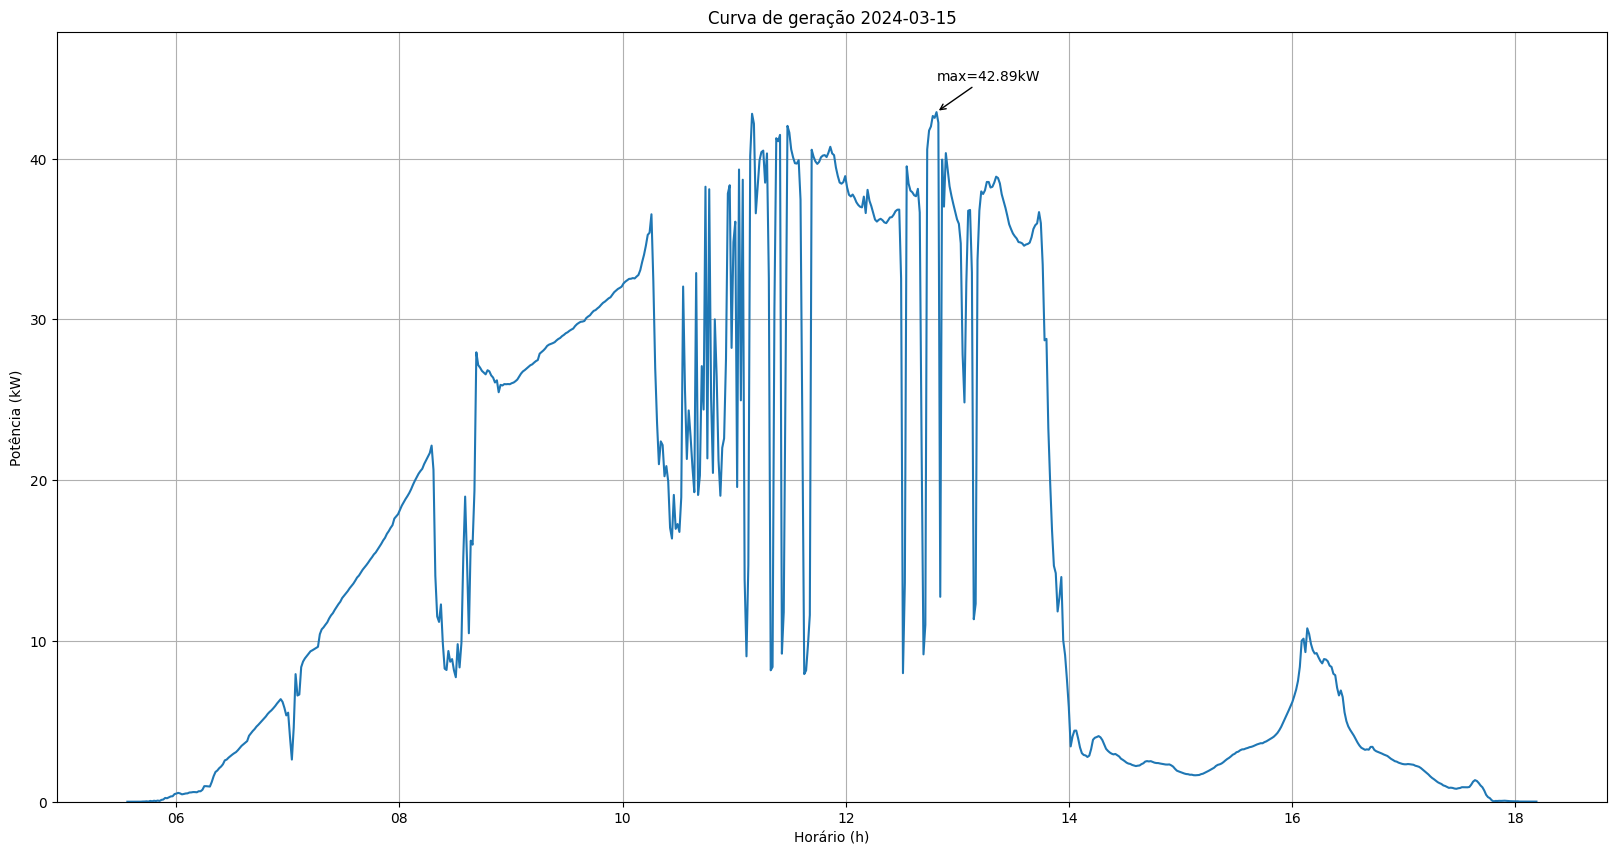 Curva de geração 2024-03-15
max=42.89kW
Potência (kW)
40
30
20
10
0
06 08 10 12 14 16 18
Horário (h)